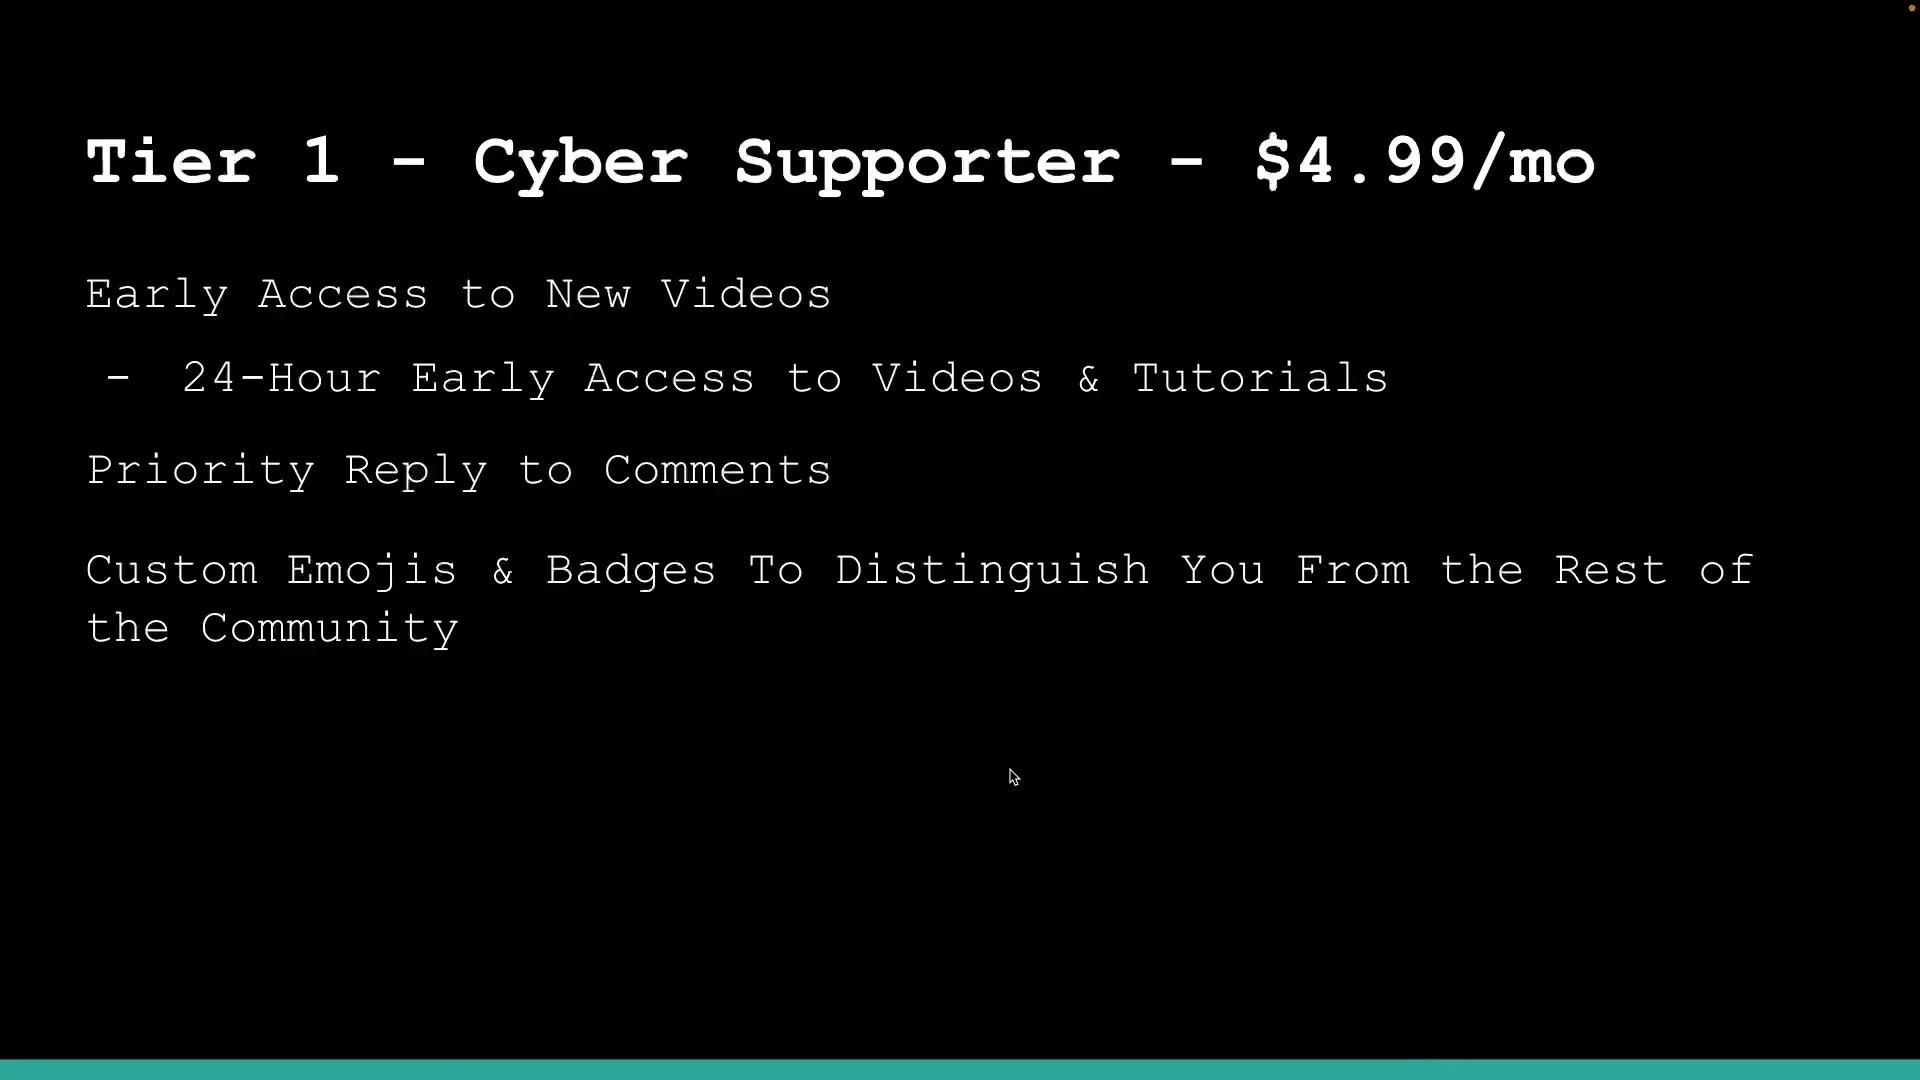 Tier 1 - Cyber Supporter - $4.99/mo
Early Access to New Videos
- 24-Hour Early Access to Videos & Tutorials
Priority Reply to Comments
Custom Emojis & Badges To Distinguish You From the Rest of
the Community